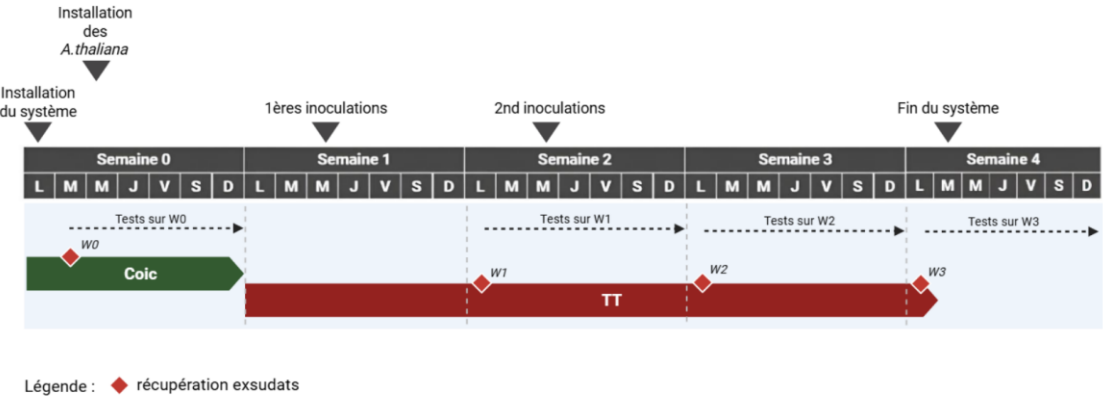 Installation
des
A.thaliana
Installation
du système
1ères inoculations
2nd inoculations
Fin du système
Semaine 0
Semaine 1
Semaine 2
Semaine 3
Semaine 4
L M M J V S D L M M J V S D L M M J V S D L M M J V S D L M M J V S D
Tests sur W0
Tests sur W1
Tests sur W2
Tests sur W3
W0
Coic
W1
W2
W3
TT
Légende : récupération exsudats